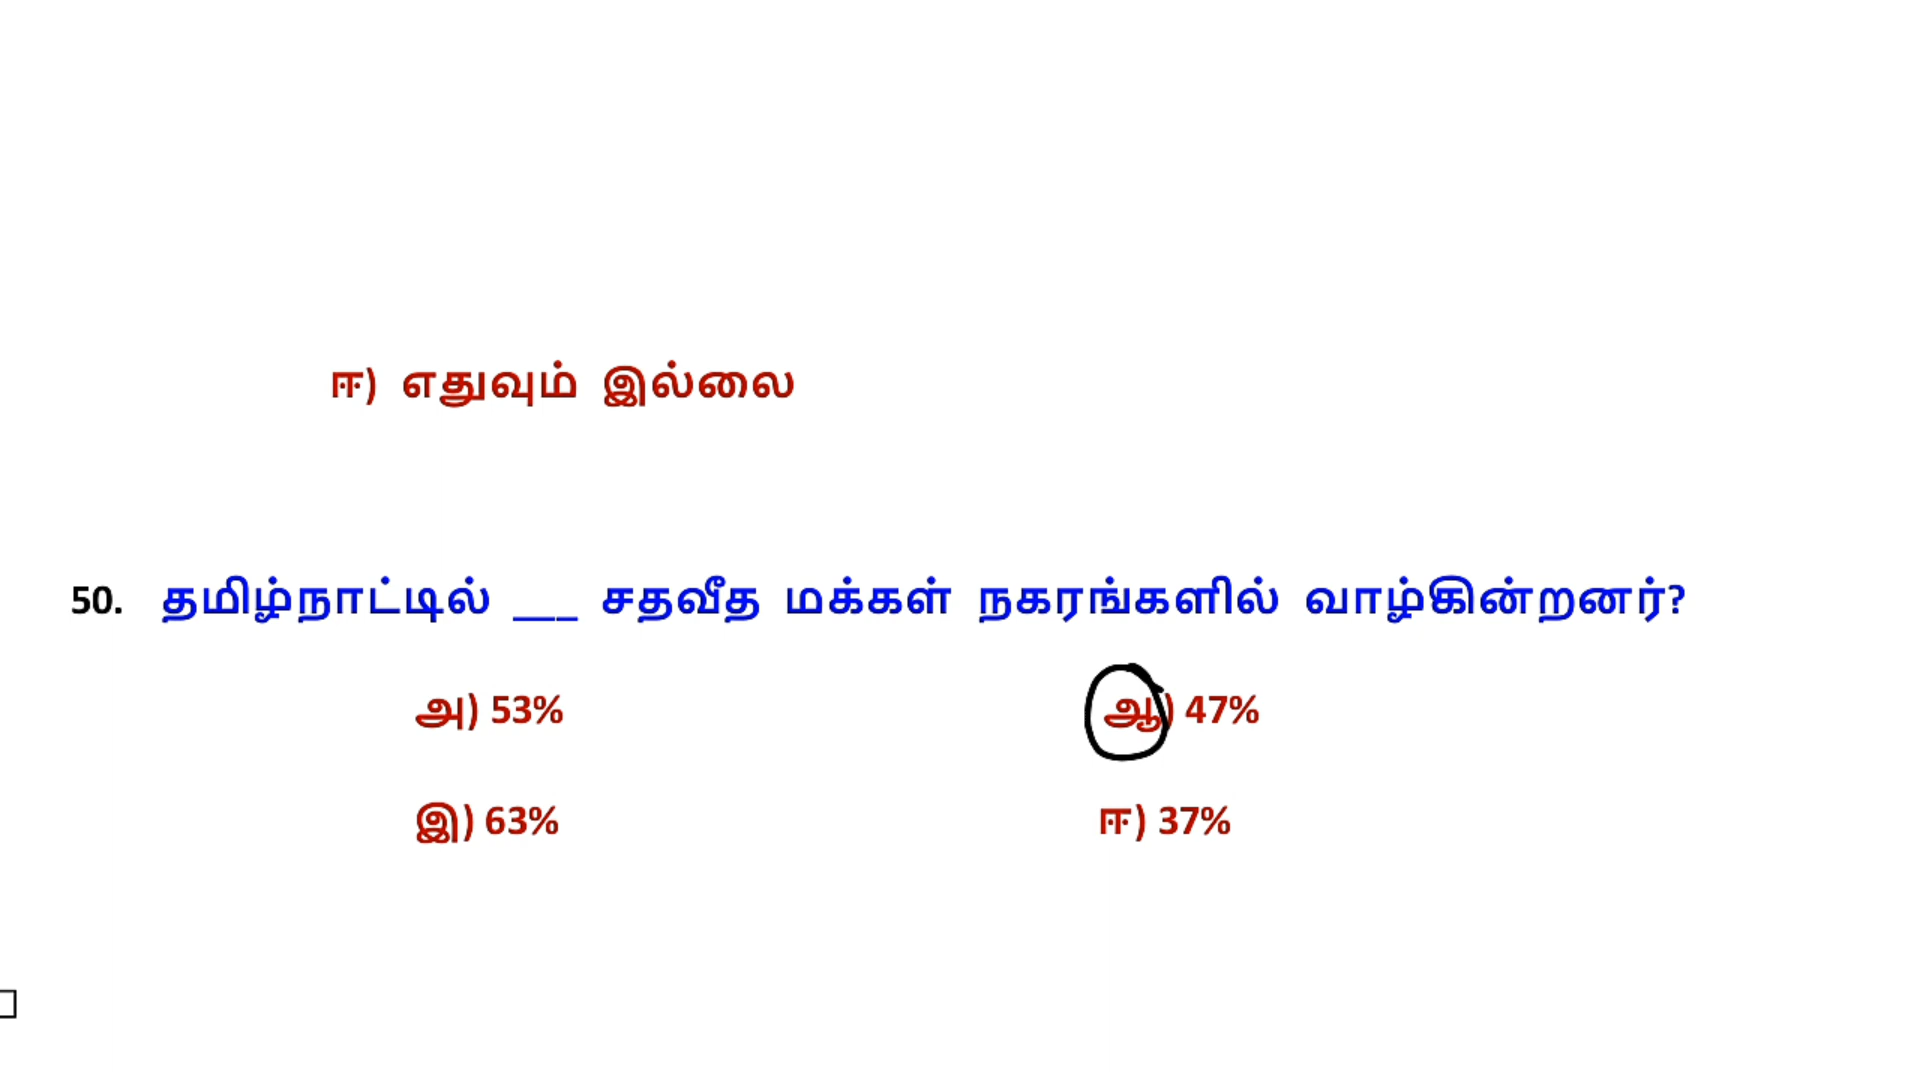 ஈ) எதுவும் இல்லை
50. தமிழ்நாட்டில் ___ சதவீத மக்கள் நகரங்களில் வாழ்கின்றனர்?
அ) 53% ஆ) 47%
இ) 63% ஈ) 37%